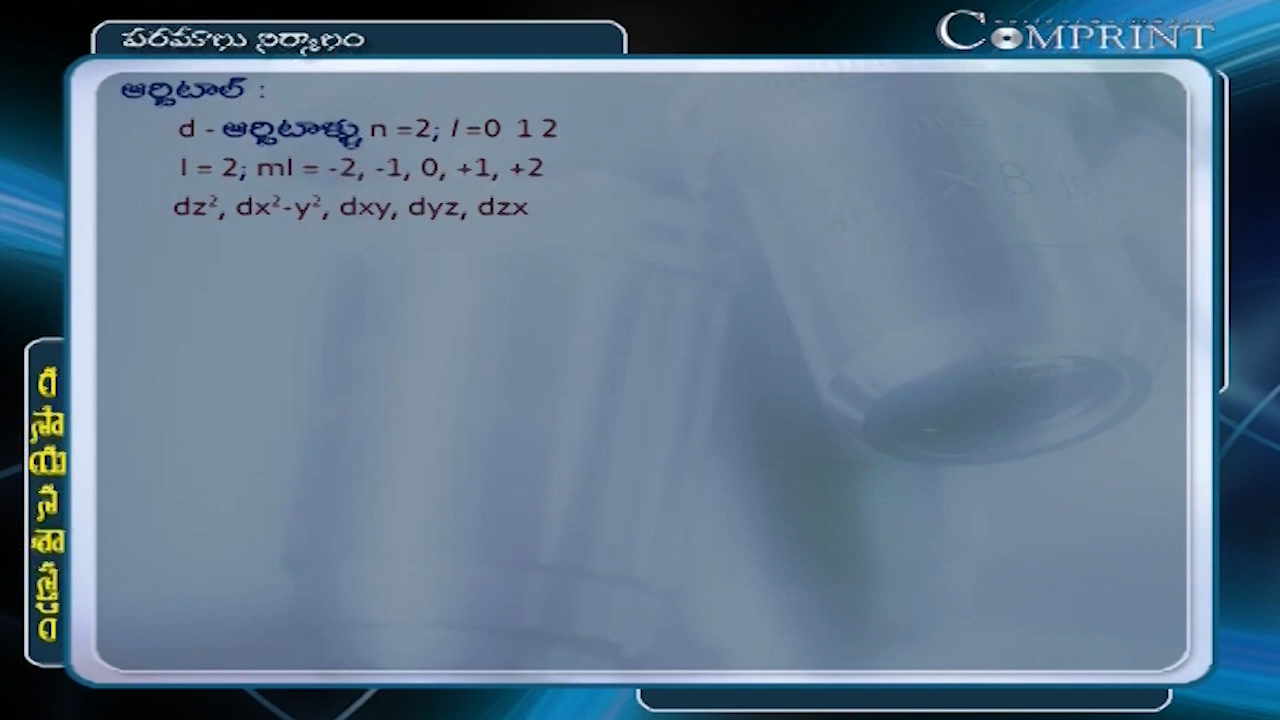 పరమాణు నిర్మాణం
COMPRINT
ఆర్బిటాల్ :
d - ఆర్బిటాళ్ళు n =2; l =0 1 2
l = 2; ml = -2, -1, 0, +1, +2
dz², dx²-y², dxy, dyz, dzx
రసాయనశాస్త్రం